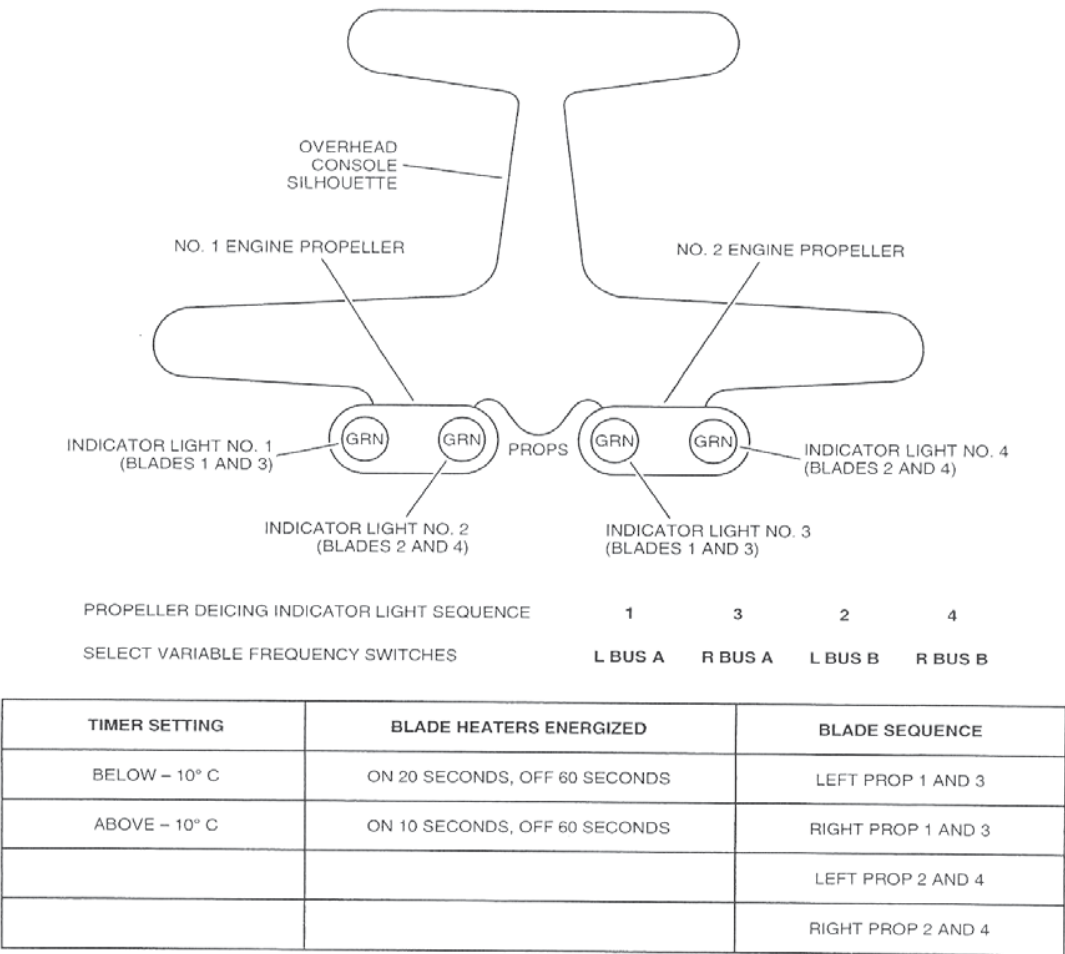 OVERHEAD
CONSOLE
SILHOUETTE
NO. 1 ENGINE PROPELLER
NO. 2 ENGINE PROPELLER
INDICATOR LIGHT NO. 1
(BLADES 1 AND 3)
GRN
GRN
PROPS
GRN
GRN
INDICATOR LIGHT NO. 4
(BLADES 2 AND 4)
INDICATOR LIGHT NO. 2
(BLADES 2 AND 4)
INDICATOR LIGHT NO. 3
(BLADES 1 AND 3)
PROPELLER DEICING INDICATOR LIGHT SEQUENCE 1 3 2 4
SELECT VARIABLE FREQUENCY SWITCHES L BUS A R BUS A L BUS B R BUS B
TIMER SETTING BLADE HEATERS ENERGIZED BLADE SEQUENCE
BELOW – 10° C ON 20 SECONDS, OFF 60 SECONDS LEFT PROP 1 AND 3
ABOVE – 10° C ON 10 SECONDS, OFF 60 SECONDS RIGHT PROP 1 AND 3
LEFT PROP 2 AND 4
RIGHT PROP 2 AND 4